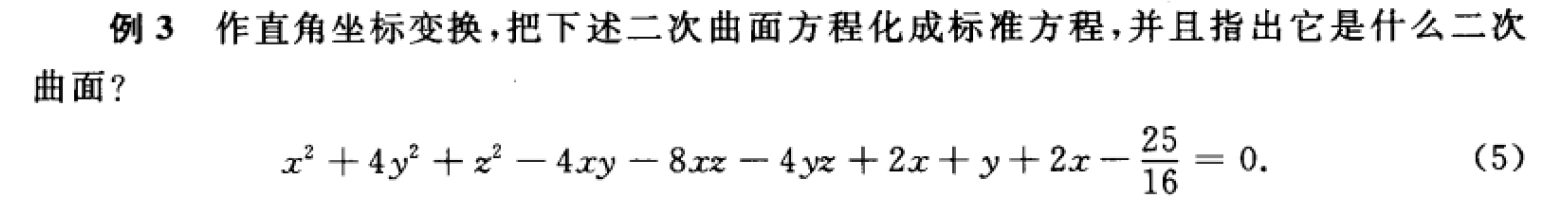 例 3 作直角坐标变换,把下述二次曲面方程化成标准方程,并且指出它是什么二次
曲面?
x² + 4y² + z² − 4xy − 8xz − 4yz + 2x + y + 2x − 25/16 = 0. (5)